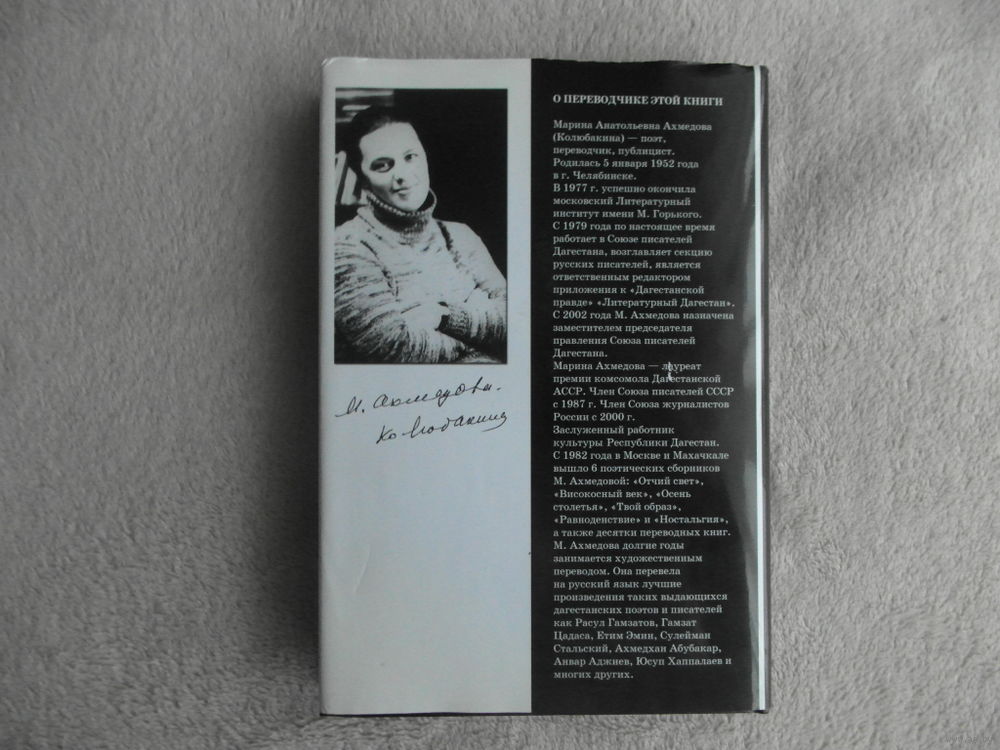 М. Ахмедова-
Колюбакина
О ПЕРЕВОДЧИКЕ ЭТОЙ КНИГИ
Марина Анатольевна Ахмедова
(Колюбакина) — поэт,
переводчик, публицист.
Родилась 5 января 1952 года
в г. Челябинске.
В 1977 г. успешно окончила
московский Литературный
институт имени М. Горького.
С 1979 года по настоящее время
работает в Союзе писателей
Дагестана, возглавляет секцию
русских писателей, является
ответственным редактором
приложения к «Дагестанской
правде» «Литературный Дагестан».
С 2002 года М. Ахмедова назначена
заместителем председателя
правления Союза писателей
Дагестана.
Марина Ахмедова — лауреат
премии комсомола Дагестанской
АССР. Член Союза писателей СССР
с 1987 г. Член Союза журналистов
России с 2000 г.
Заслуженный работник
культуры Республики Дагестан.
С 1982 года в Москве и Махачкале
вышло 6 поэтических сборников
М. Ахмедовой: «Отчий свет»,
«Високосный век», «Осень
столетья», «Твой образ»,
«Равноденствие» и «Ностальгия»,
а также десятки переводных книг.
М. Ахмедова долгие годы
занимается художественным
переводом. Она перевела
на русский язык лучшие
произведения таких выдающихся
дагестанских поэтов и писателей
как Расул Гамзатов, Гамзат
Цадаса, Етим Эмин, Сулейман
Стальский, Ахмедхан Абубакар,
Анвар Аджиев, Юсуп Хаппалаев и
многих других.